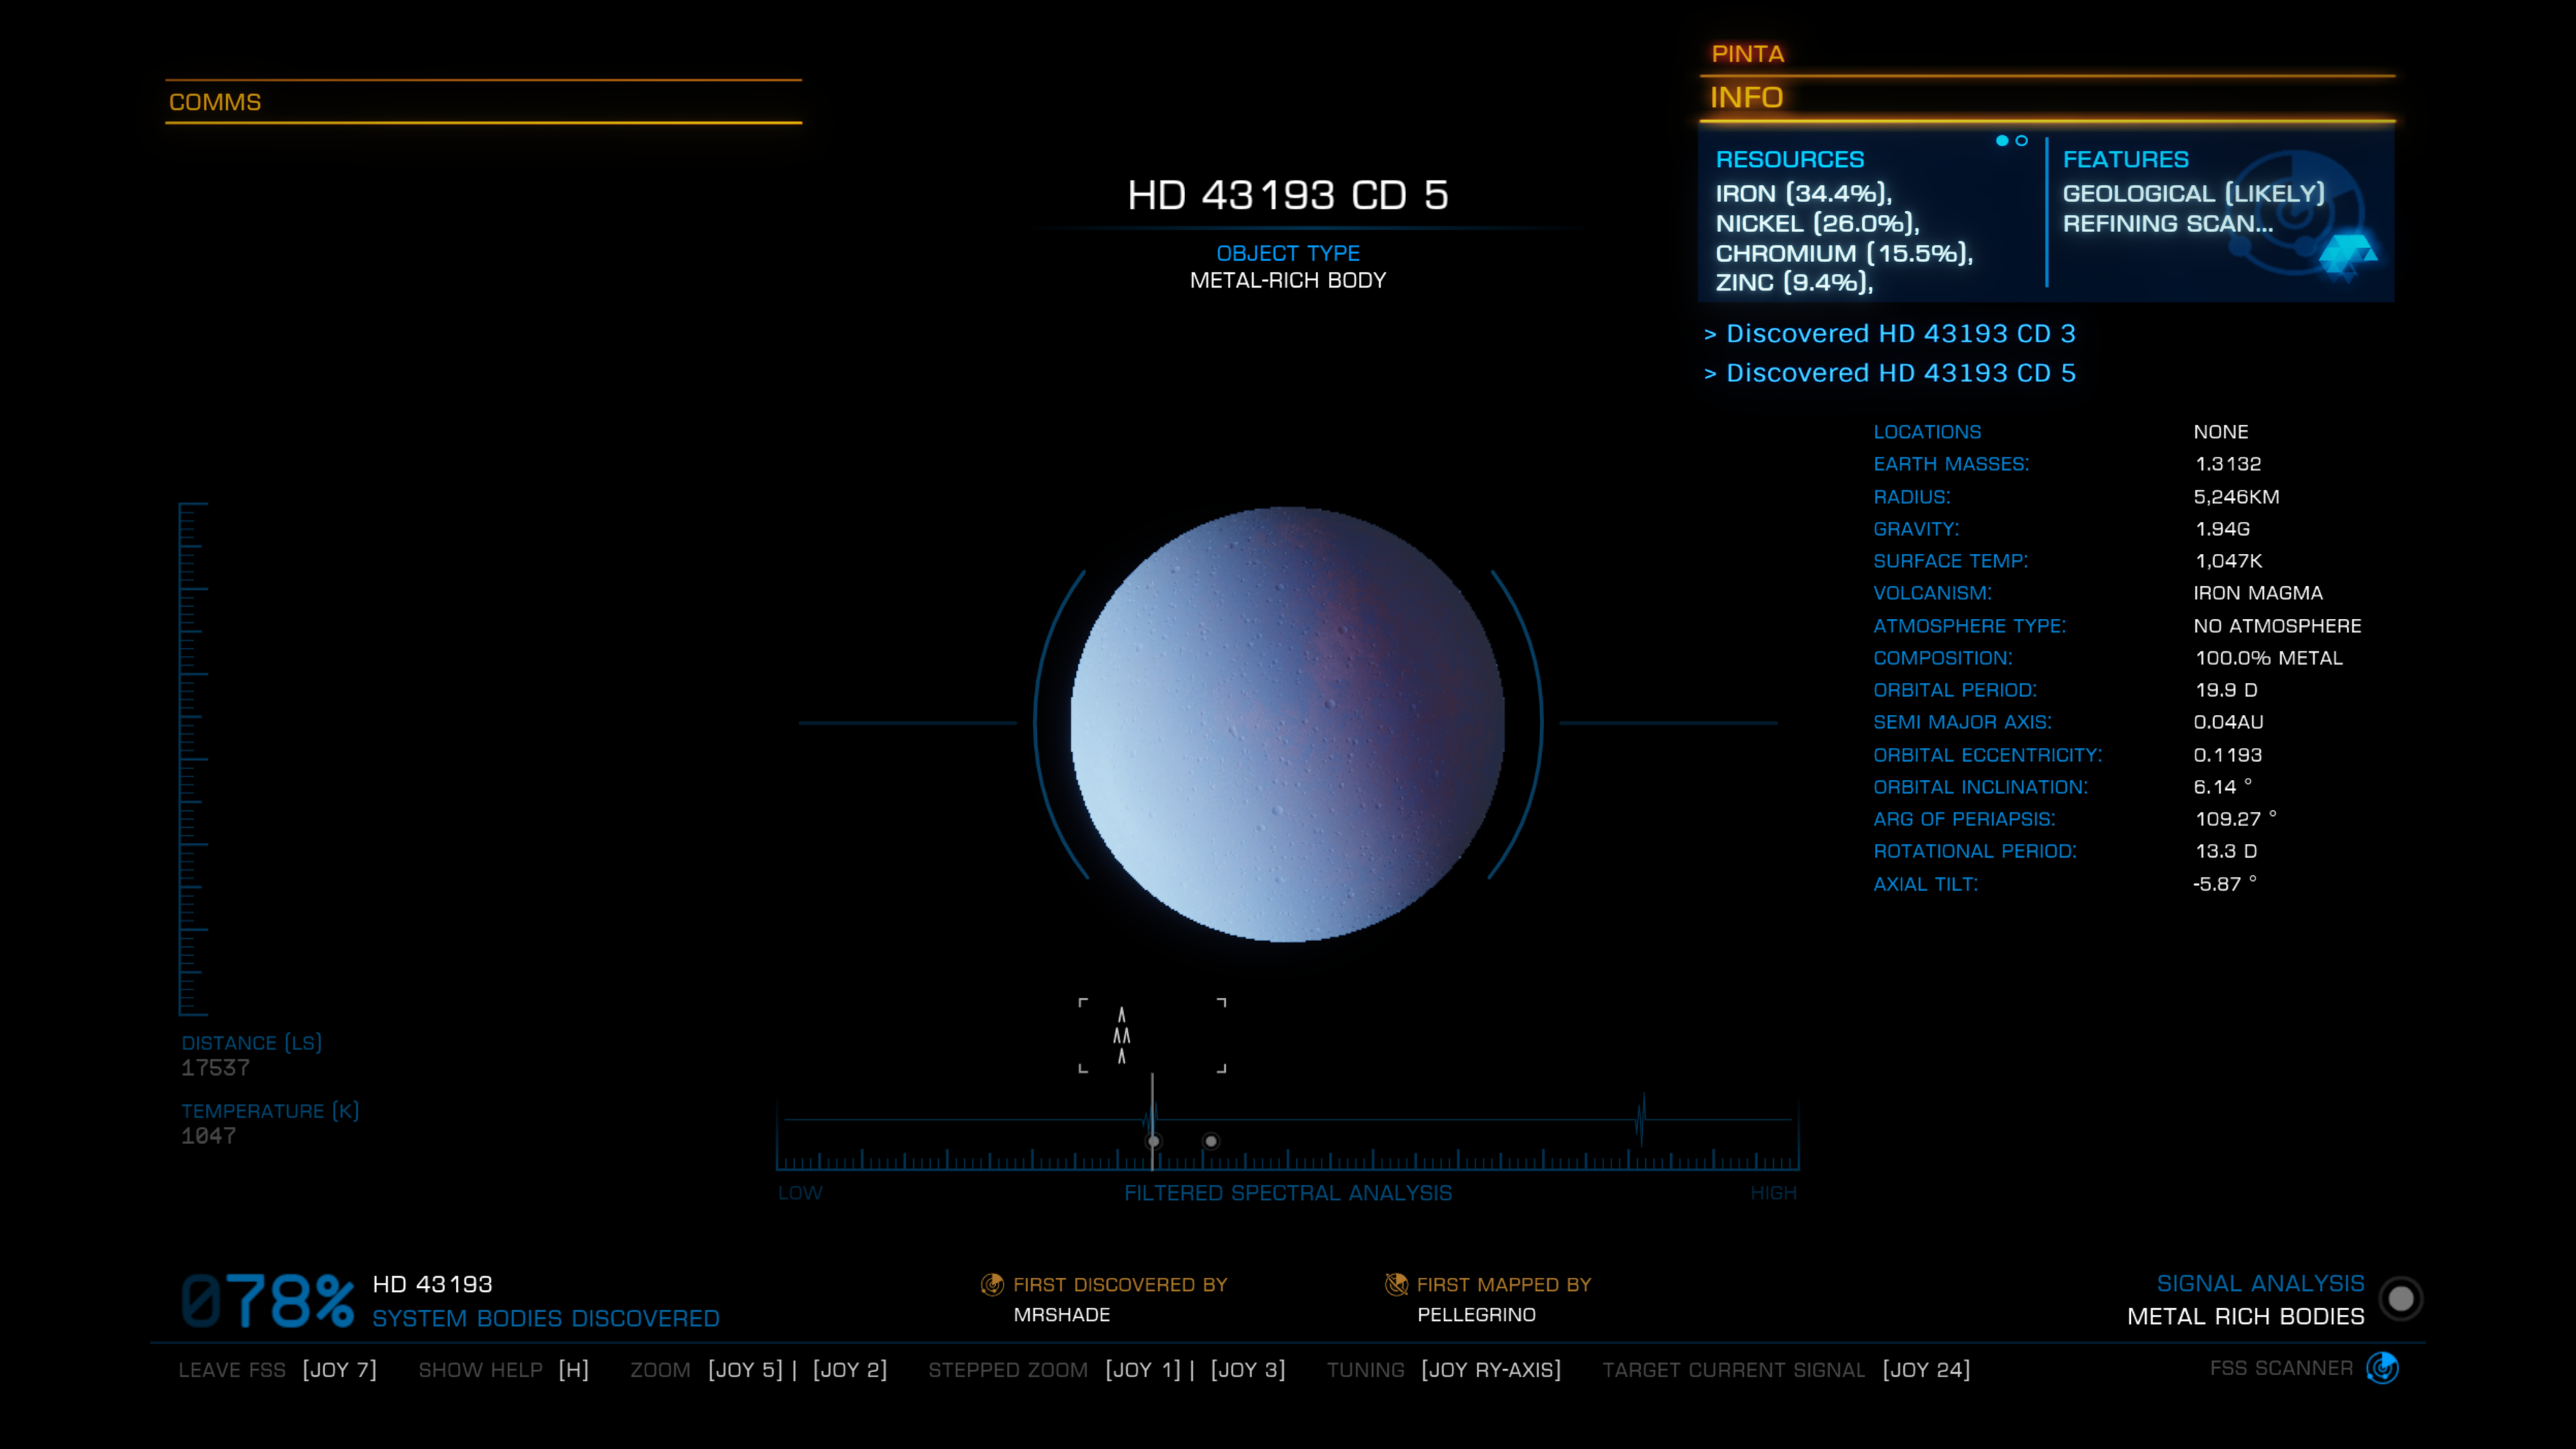 PINTA
COMMS
INFO
RESOURCES
IRON (34.4%),
NICKEL (26.0%),
CHROMIUM (15.5%),
ZINC (9.4%),
FEATURES
GEOLOGICAL (LIKELY)
REFINING SCAN...
HD 43193 CD 5
OBJECT TYPE
METAL-RICH BODY
> Discovered HD 43193 CD 3
> Discovered HD 43193 CD 5
LOCATIONS NONE
EARTH MASSES: 1.3132
RADIUS: 5,246KM
GRAVITY: 1.94G
SURFACE TEMP: 1,047K
VOLCANISM: IRON MAGMA
ATMOSPHERE TYPE: NO ATMOSPHERE
COMPOSITION: 100.0% METAL
ORBITAL PERIOD: 19.9 D
SEMI MAJOR AXIS: 0.04AU
ORBITAL ECCENTRICITY: 0.1193
ORBITAL INCLINATION: 6.14 °
ARG OF PERIAPSIS: 109.27 °
ROTATIONAL PERIOD: 13.3 D
AXIAL TILT: -5.87 °
DISTANCE (LS)
17537
TEMPERATURE (K)
1047
LOW FILTERED SPECTRAL ANALYSIS HIGH
078%
HD 43193
SYSTEM BODIES DISCOVERED
FIRST DISCOVERED BY
MRSHADE
FIRST MAPPED BY
PELLEGRINO
SIGNAL ANALYSIS
METAL RICH BODIES
LEAVE FSS [JOY 7] SHOW HELP [H] ZOOM [JOY 5] | [JOY 2] STEPPED ZOOM [JOY 1] | [JOY 3] TUNING [JOY RY-AXIS] TARGET CURRENT SIGNAL [JOY 24] FSS SCANNER